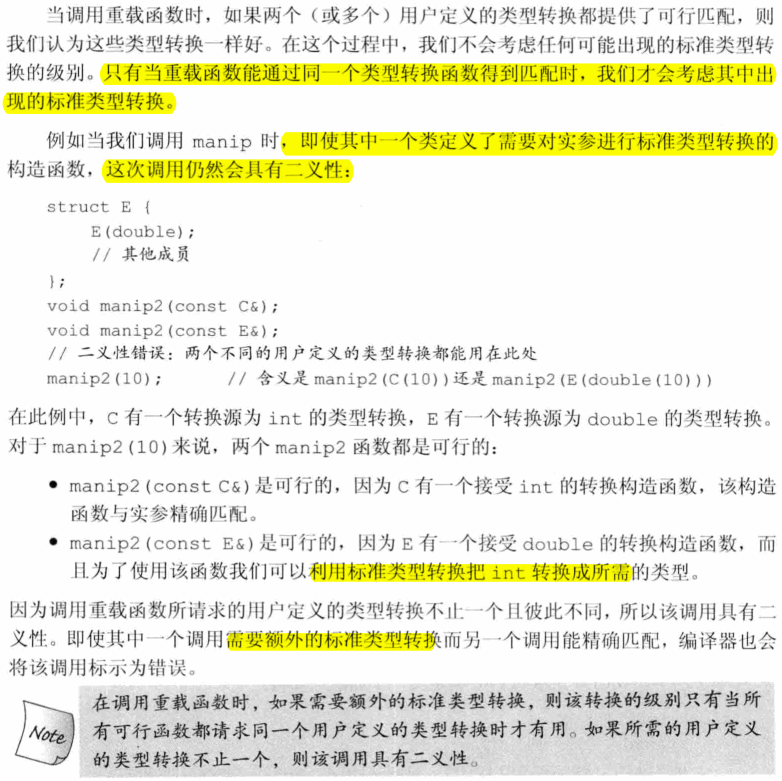 当调用重载函数时，如果两个（或多个）用户定义的类型转换都提供了可行匹配，则
我们认为这些类型转换一样好。在这个过程中，我们不会考虑任何可能出现的标准类型转
换的级别。只有当重载函数能通过同一个类型转换函数得到匹配时，我们才会考虑其中出
现的标准类型转换。
例如当我们调用 manip 时，即使其中一个类定义了需要对实参进行标准类型转换的
构造函数，这次调用仍然会具有二义性：
struct E {
E(double);
// 其他成员
};
void manip2(const C&);
void manip2(const E&);
// 二义性错误：两个不同的用户定义的类型转换都能用在此处
manip2(10); // 含义是 manip2(C(10))还是 manip2(E(double(10)))
在此例中，C 有一个转换源为 int 的类型转换，E 有一个转换源为 double 的类型转换。
对于 manip2(10)来说，两个 manip2 函数都是可行的：
• manip2(const C&)是可行的，因为 C 有一个接受 int 的转换构造函数，该构造
函数与实参精确匹配。
• manip2(const E&)是可行的，因为 E 有一个接受 double 的转换构造函数，而
且为了使用该函数我们可以利用标准类型转换把 int 转换成所需的类型。
因为调用重载函数所请求的用户定义的类型转换不止一个且彼此不同，所以该调用具有二
义性。即使其中一个调用需要额外的标准类型转换而另一个调用能精确匹配，编译器也会
将该调用标示为错误。
Note
在调用重载函数时，如果需要额外的标准类型转换，则该转换的级别只有当所
有可行函数都请求同一个用户定义的类型转换时才有用。如果所需的用户定义
的类型转换不止一个，则该调用具有二义性。